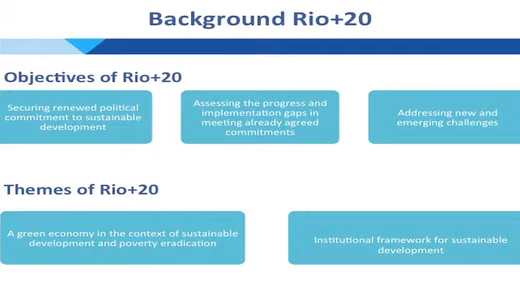 Background Rio+20
Objectives of Rio+20
Securing renewed political
commitment to sustainable
development
Assessing the progress and
implementation gaps in
meeting already agreed
commitments
Addressing new and
emerging challenges
Themes of Rio+20
A green economy in the context of sustainable
development and poverty eradication
Institutional framework for sustainable
development